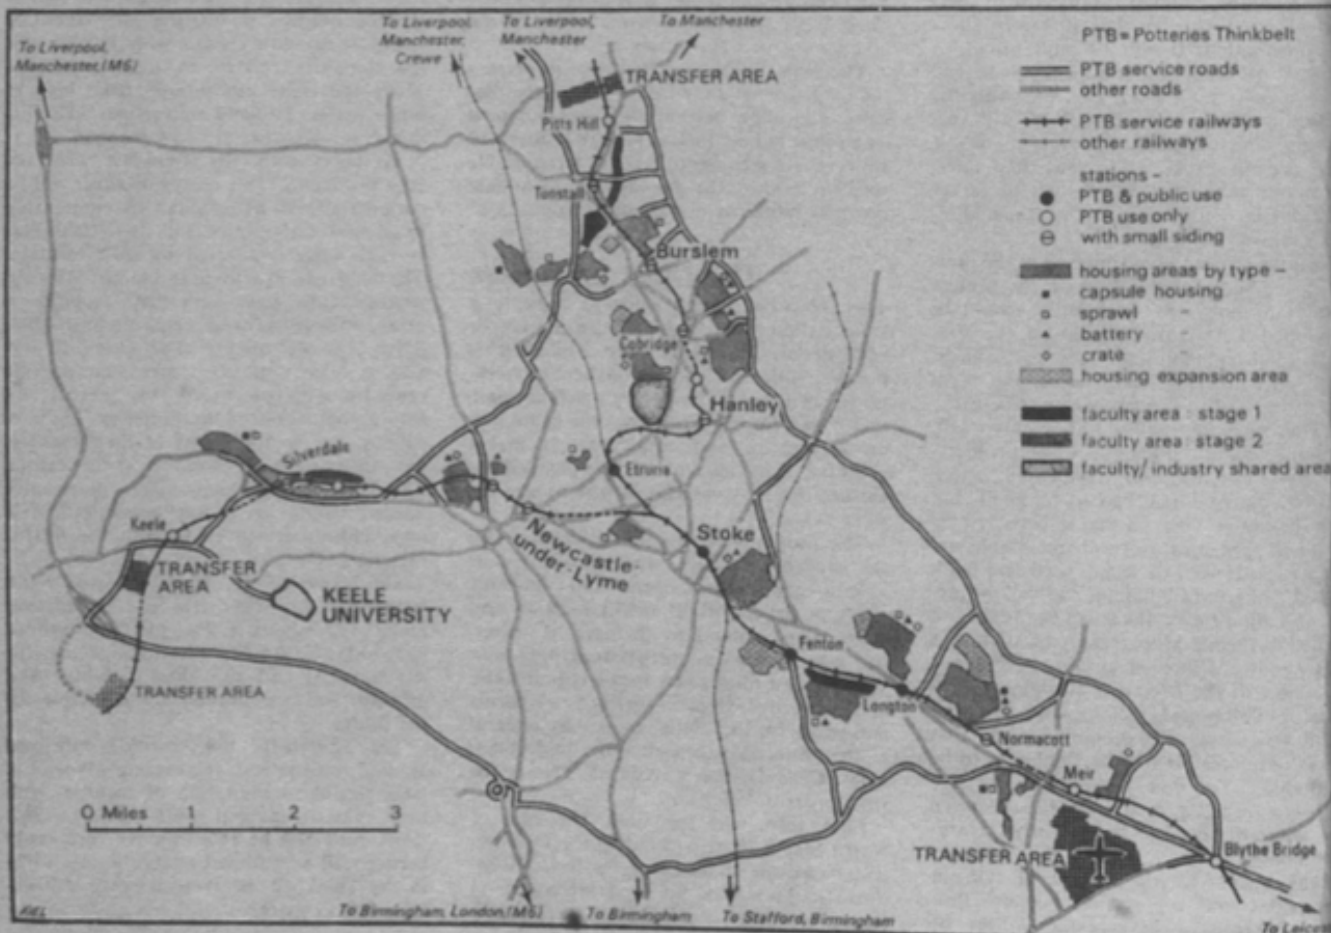 To Liverpool,
Manchester,(M6)
To Liverpool,
Manchester,
Crewe
To Liverpool,
Manchester
To Manchester
TRANSFER AREA
Pitts Hill
Tonstall
Burslem
Cobridge
Hanley
Etruria
Silverdale
Keele
TRANSFER
AREA
KEELE
UNIVERSITY
TRANSFER AREA
Newcastle-
under-Lyme
Stoke
Fenton
Longton
Normacott
Meir
Blythe Bridge
TRANSFER AREA
0 Miles 1 2 3
To Birmingham, London,(M6)
To Birmingham
To Stafford, Birmingham
PTB = Potteries Thinkbelt
PTB service roads
other roads
PTB service railways
other railways
stations –
PTB & public use
PTB use only
with small siding
housing areas by type –
capsule housing
sprawl "
battery "
crate "
housing expansion area
faculty area : stage 1
faculty area : stage 2
faculty/industry shared area